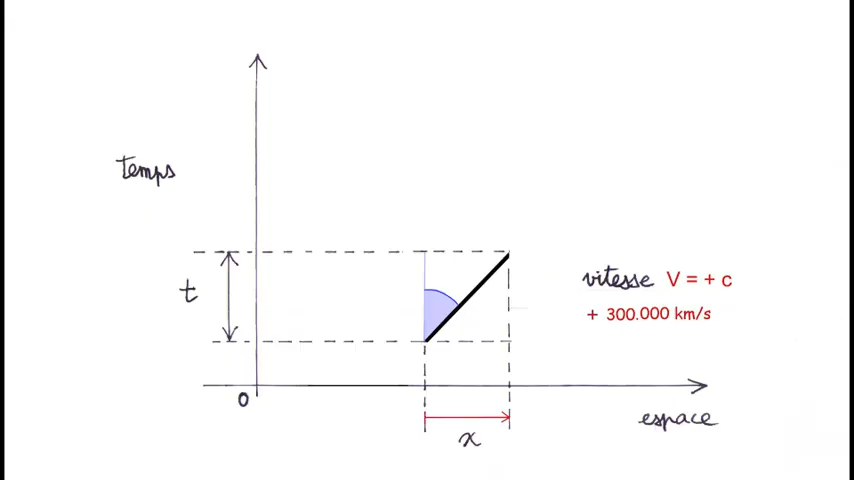 temps
t
vitesse V = + c
+ 300.000 km/s
0
espace
x